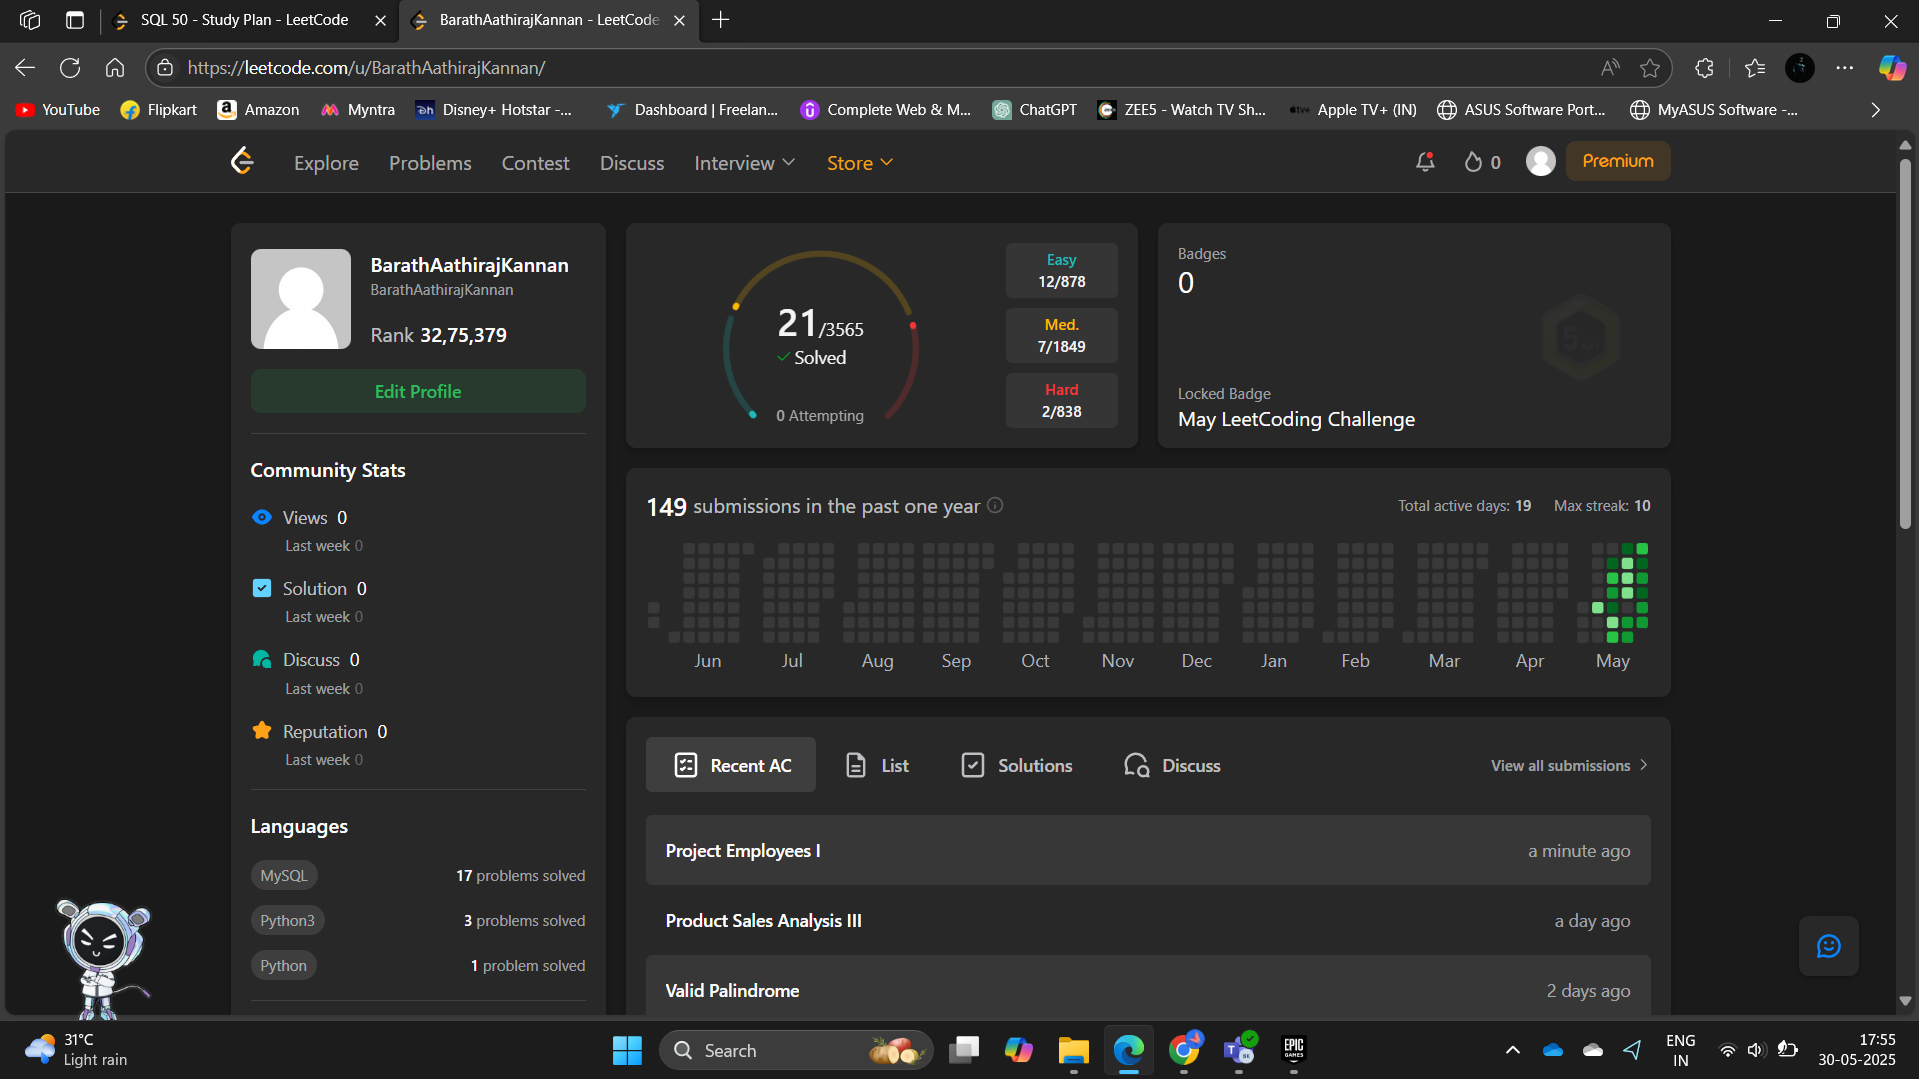 SQL 50 - Study Plan - LeetCode
BarathAathirajKannan - LeetCode
https://leetcode.com/u/BarathAathirajKannan/
YouTube
Flipkart
Amazon
Myntra
Disney+ Hotstar -...
Dashboard | Freelan...
Complete Web & M...
ChatGPT
ZEE5 - Watch TV Sh...
Apple TV+ (IN)
ASUS Software Port...
MyASUS Software -...
Explore
Problems
Contest
Discuss
Interview
Store
0
Premium
BarathAathirajKannan
BarathAathirajKannan
Rank 32,75,379
Edit Profile
Community Stats
Views 0
Last week 0
Solution 0
Last week 0
Discuss 0
Last week 0
Reputation 0
Last week 0
Languages
MySQL
17 problems solved
Python3
3 problems solved
Python
1 problem solved
21/3565
Solved
0 Attempting
Easy
12/878
Med.
7/1849
Hard
2/838
Badges
0
Locked Badge
May LeetCoding Challenge
149 submissions in the past one year
Total active days: 19
Max streak: 10
Jun
Jul
Aug
Sep
Oct
Nov
Dec
Jan
Feb
Mar
Apr
May
Recent AC
List
Solutions
Discuss
View all submissions
Project Employees I
a minute ago
Product Sales Analysis III
a day ago
Valid Palindrome
2 days ago
31°C
Light rain
Search
EPIC
GAMES
ENG
IN
17:55
30-05-2025